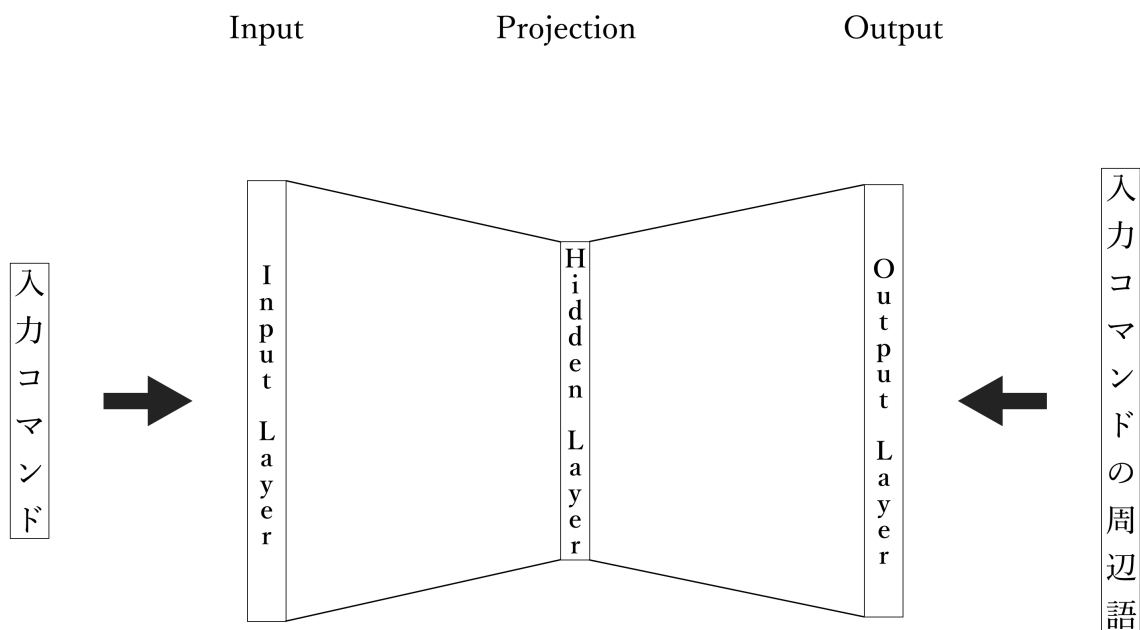 Input
Projection
Output
入力コマンド
Input Layer
Hidden Layer
Output Layer
入力コマンドの周辺語